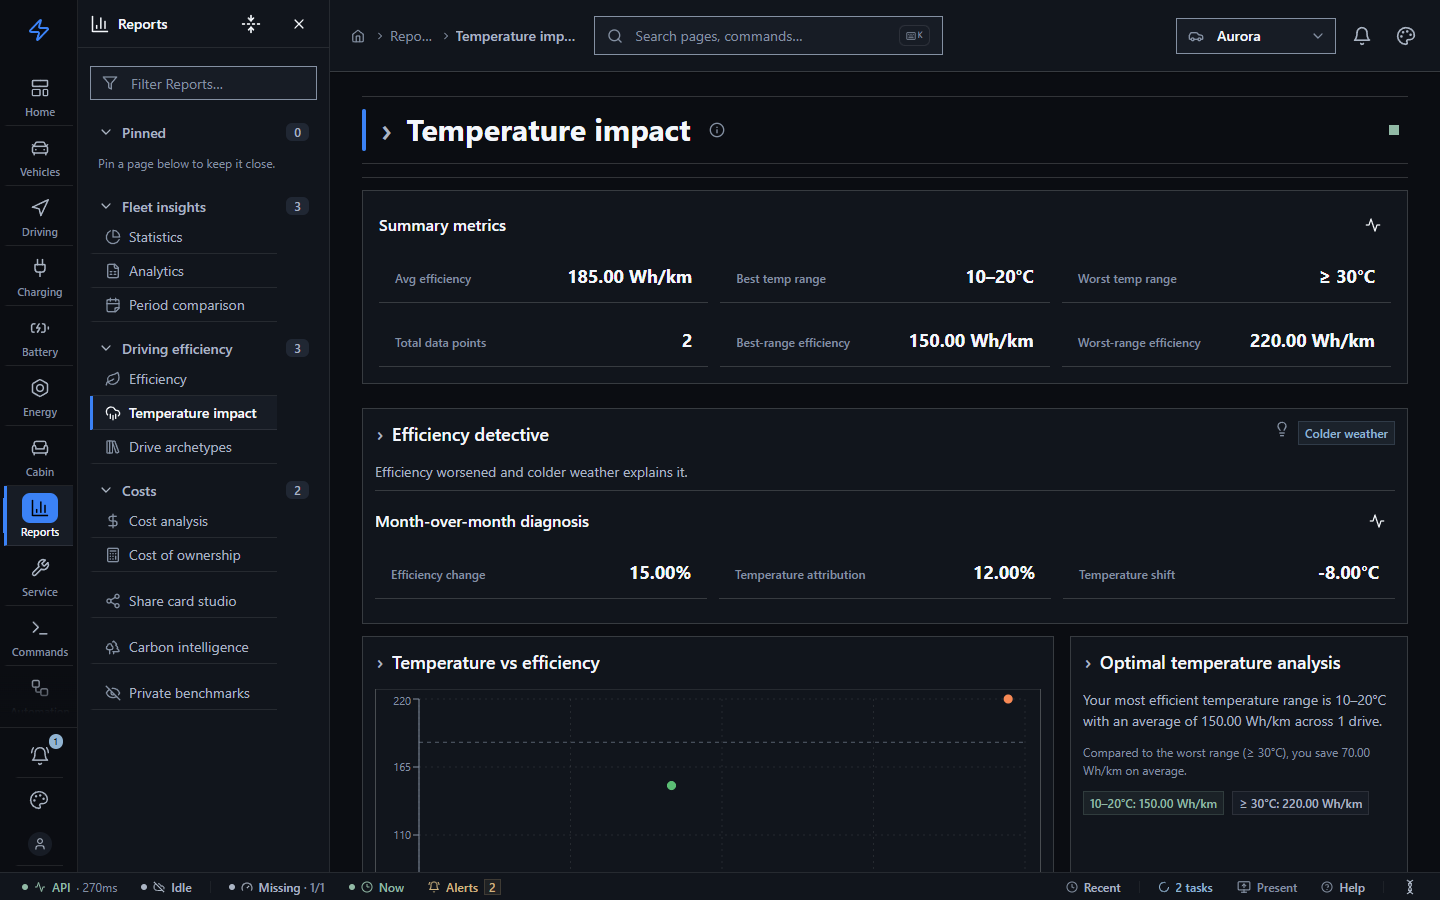 Home
Vehicles
Driving
Charging
Battery
Energy
Cabin
Reports
Service
Commands
1
Reports
Filter Reports...
Pinned 0
Pin a page below to keep it close.
Fleet insights 3
Statistics
Analytics
Period comparison
Driving efficiency 3
Efficiency
Temperature impact
Drive archetypes
Costs 2
Cost analysis
Cost of ownership
Share card studio
Carbon intelligence
Private benchmarks
Repo... Temperature imp...
Search pages, commands... K
Aurora
Temperature impact
Summary metrics
Avg efficiency 185.00 Wh/km
Best temp range 10–20°C
Worst temp range ≥ 30°C
Total data points 2
Best-range efficiency 150.00 Wh/km
Worst-range efficiency 220.00 Wh/km
Efficiency detective
Colder weather
Efficiency worsened and colder weather explains it.
Month-over-month diagnosis
Efficiency change 15.00%
Temperature attribution 12.00%
Temperature shift -8.00°C
Temperature vs efficiency
220
165
110
Optimal temperature analysis
Your most efficient temperature range is 10–20°C
with an average of 150.00 Wh/km across 1 drive.
Compared to the worst range (≥ 30°C), you save 70.00
Wh/km on average.
10–20°C: 150.00 Wh/km
≥ 30°C: 220.00 Wh/km
API · 270ms
Idle
Missing · 1/1
Now
Alerts 2
Recent
2 tasks
Present
Help